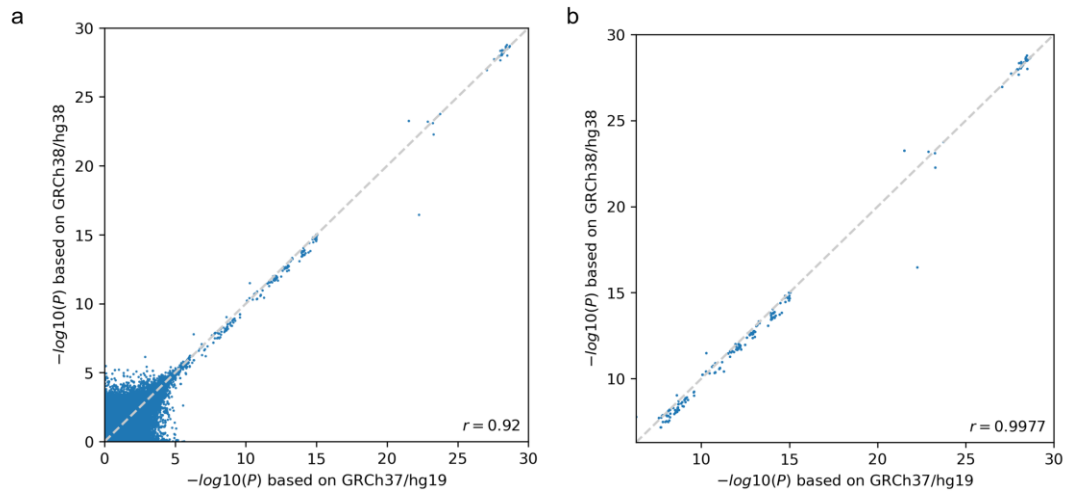 a
b
30
25
20
15
10
5
0
−log10(P) based on GRCh38/hg38
r = 0.92
0 5 10 15 20 25 30
−log10(P) based on GRCh37/hg19
30
25
20
15
10
−log10(P) based on GRCh38/hg38
r = 0.9977
10 15 20 25 30
−log10(P) based on GRCh37/hg19